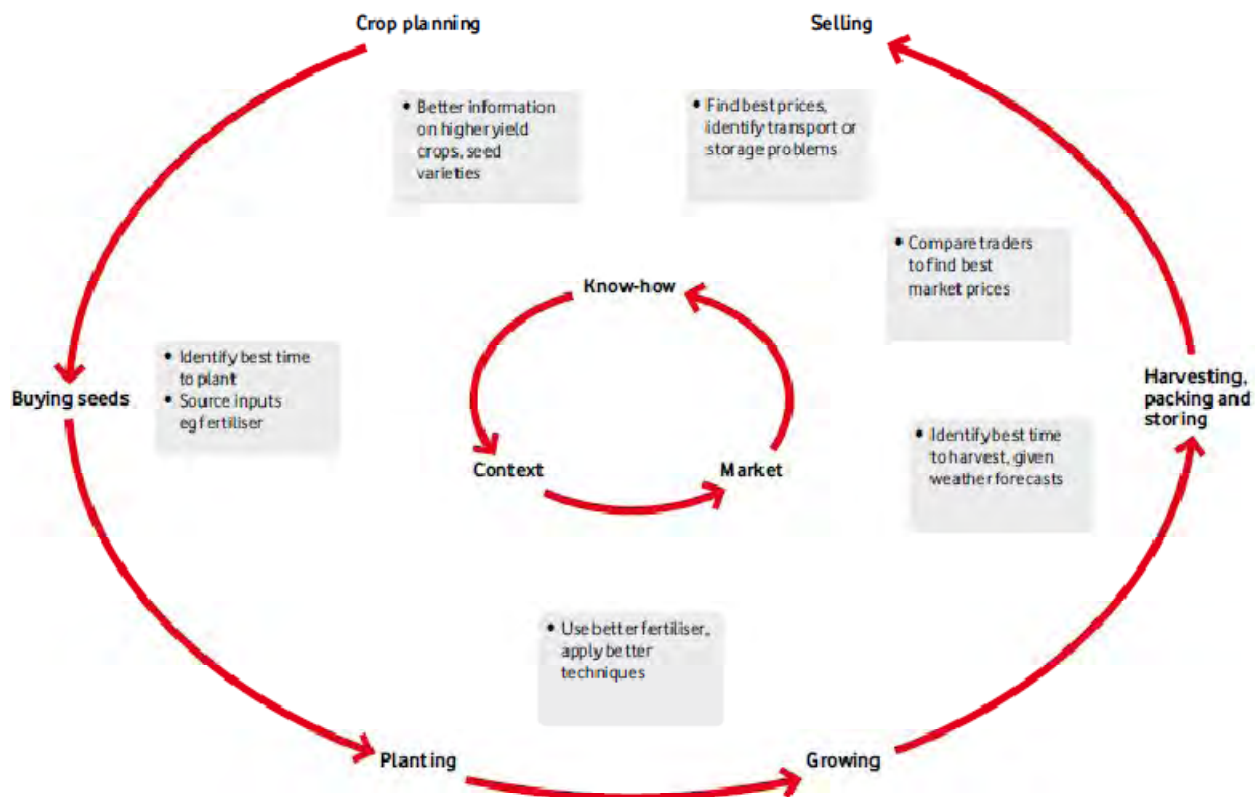 Crop planning
Selling
• Better information
on higher yield
crops, seed
varieties
• Find best prices,
identify transport or
storage problems
• Compare traders
to find best
market prices
Know-how
• Identify best time
to plant
• Source inputs
eg fertiliser
Buying seeds
Harvesting,
packing and
storing
• Identify best time
to harvest, given
weather forecasts
Context
Market
• Use better fertiliser,
apply better
techniques
Planting
Growing